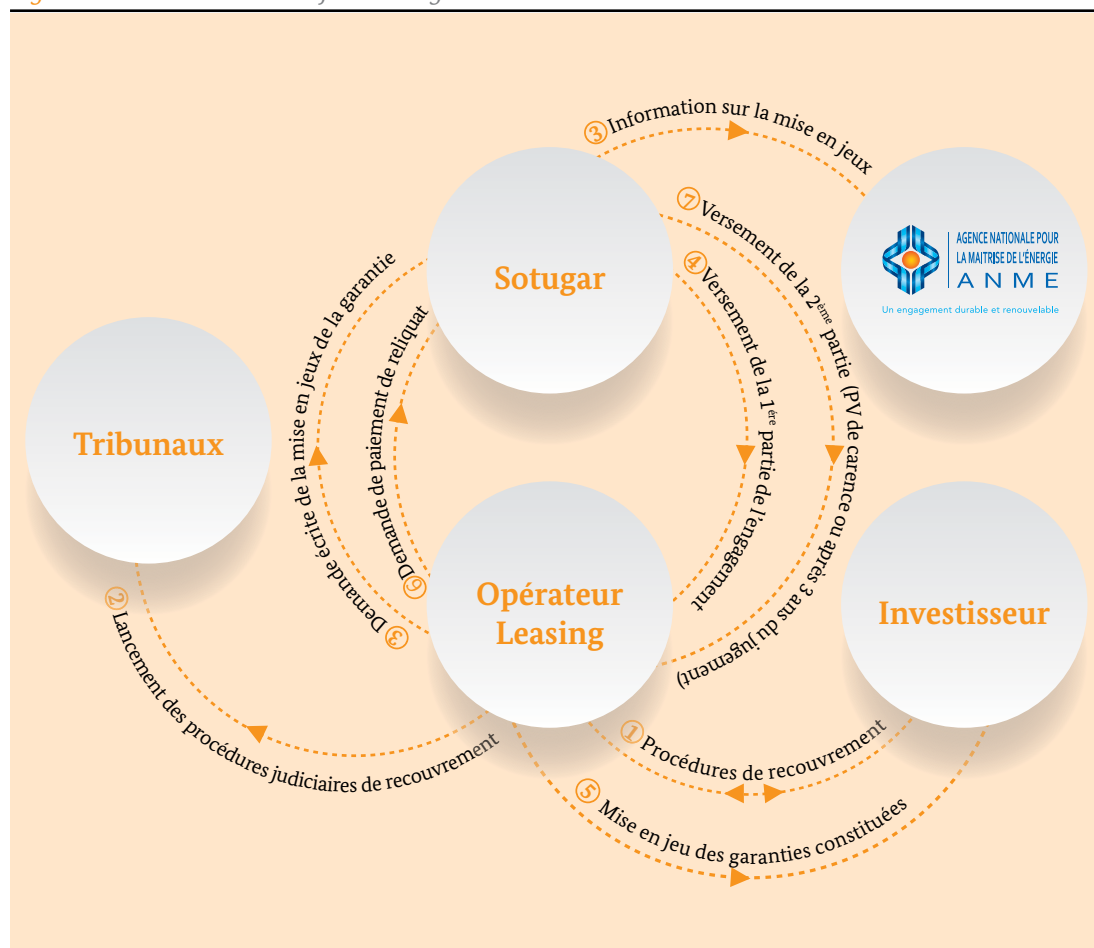 ③ Information sur la mise en jeux
⑦ Versement de la 2ème partie (PV de carence ou après 3 ans du jugement)
④ Versement de la 1ère partie de l'engagement
AGENCE NATIONALE POUR
LA MAITRISE DE L'ÉNERGIE
ANME
Un engagement durable et renouvelable
Sotugar
③ Demande écrite de la mise en jeux de la garantie
⑥ Demande de paiement de reliquat
Tribunaux
Opérateur
Leasing
Investisseur
② Lancement des procédures judiciaires de recouvrement
① Procédures de recouvrement
⑤ Mise en jeu des garanties constituées